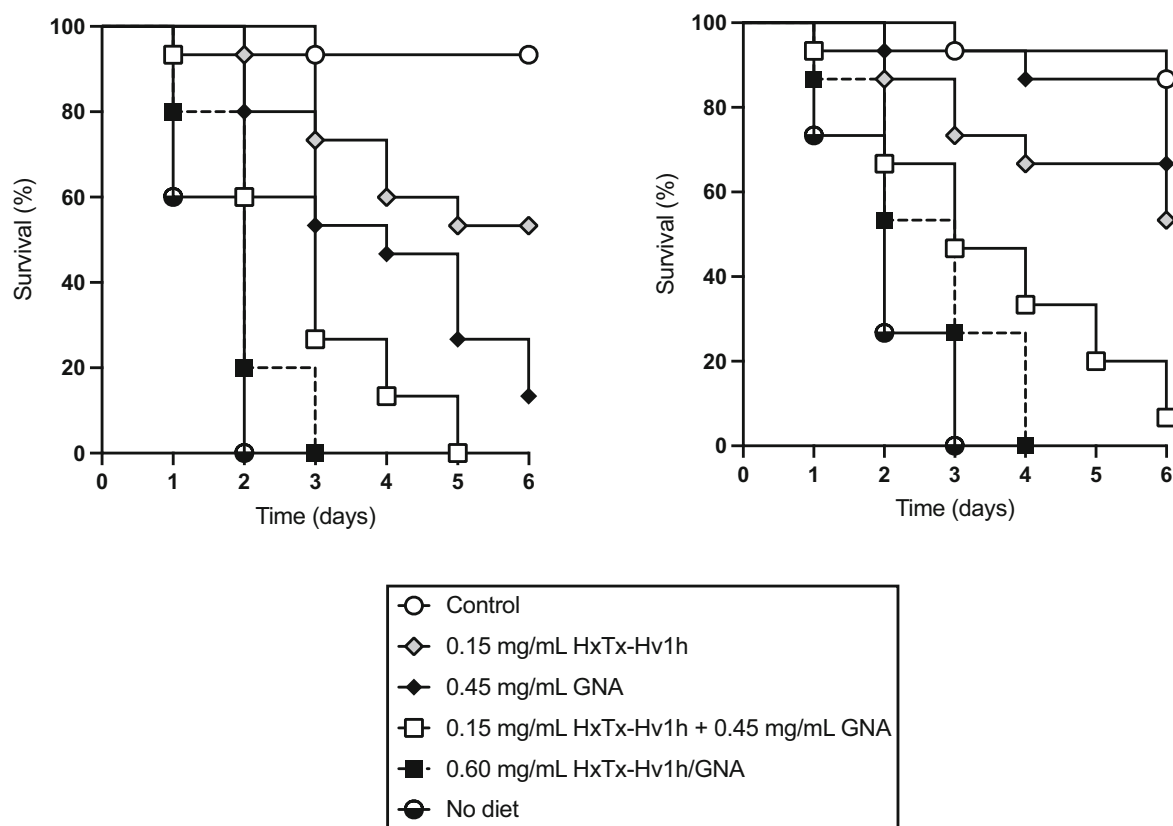 100
80
60
40
20
0
Survival (%)
0 1 2 3 4 5 6
Time (days)
100
80
60
40
20
0
Survival (%)
0 1 2 3 4 5 6
Time (days)
Control
0.15 mg/mL HxTx-Hv1h
0.45 mg/mL GNA
0.15 mg/mL HxTx-Hv1h + 0.45 mg/mL GNA
0.60 mg/mL HxTx-Hv1h/GNA
No diet